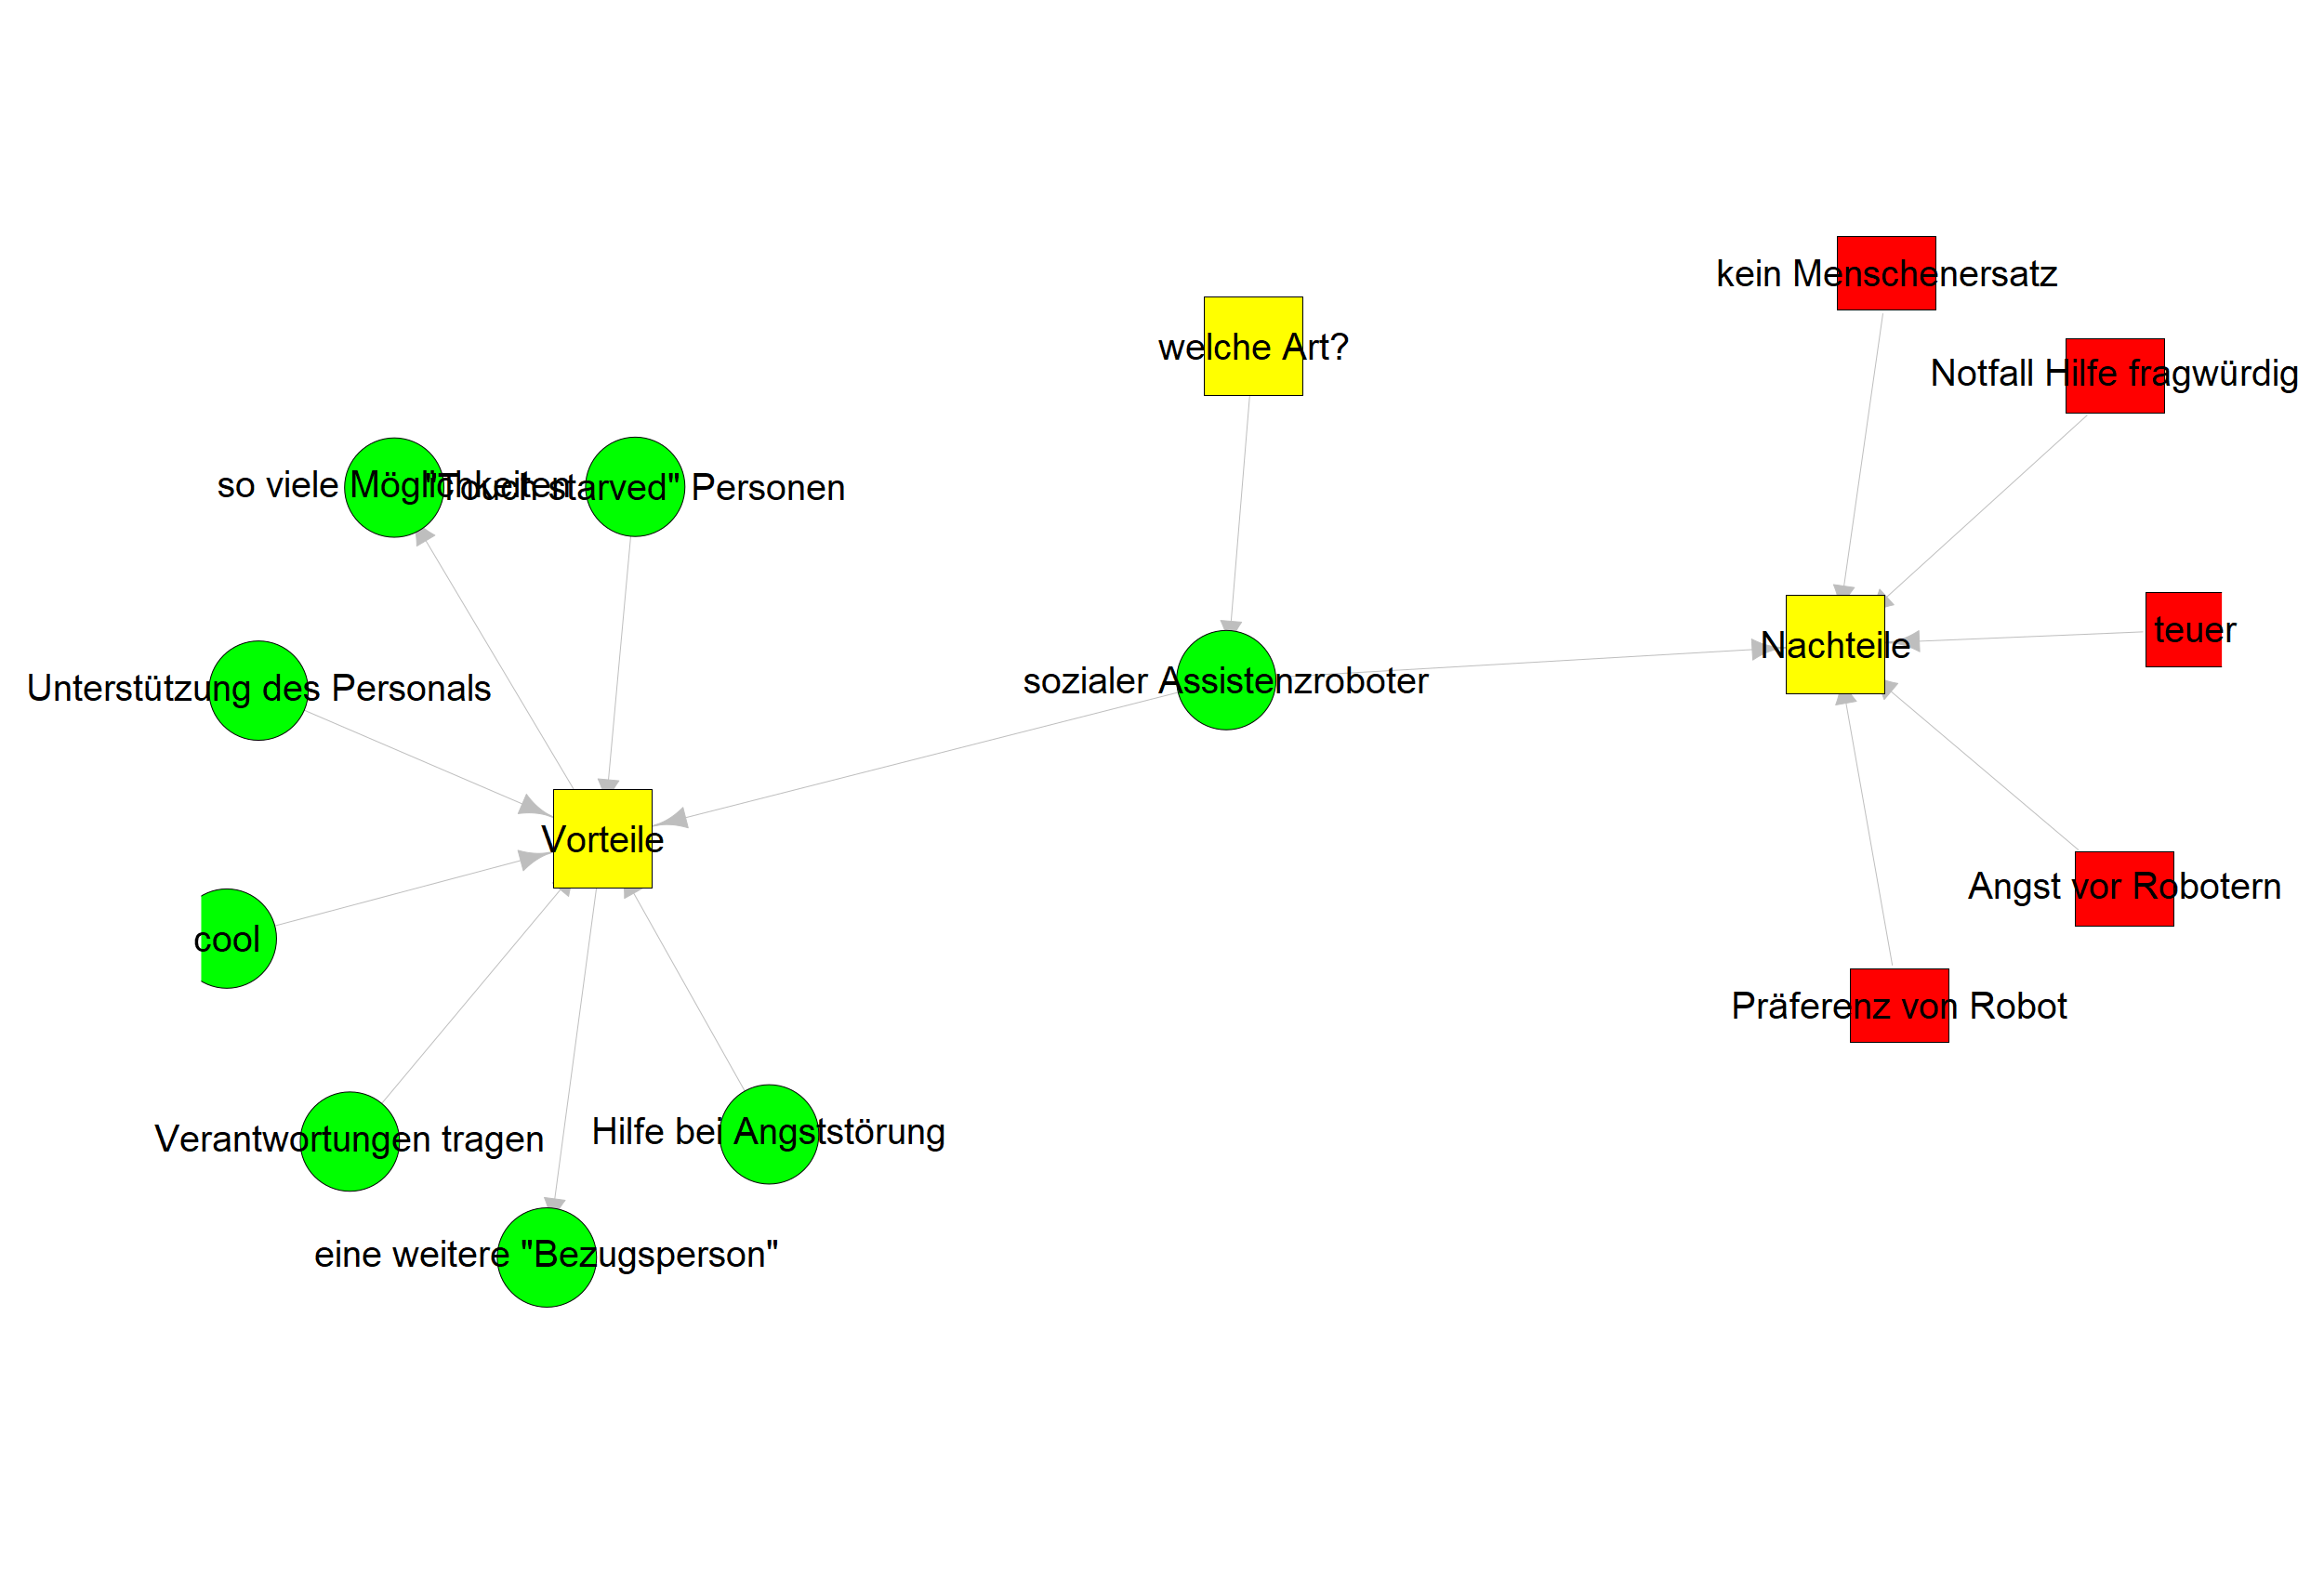 kein Menschenersatz
welche Art?
Notfall Hilfe fragwürdig
so viele Möglichkeiten
"Touch starved" Personen
teuer
Nachteile
sozialer Assistenzroboter
Unterstützung des Personals
Vorteile
Angst vor Robotern
cool
Präferenz von Robot
Hilfe bei Angststörung
Verantwortungen tragen
eine weitere "Bezugsperson"